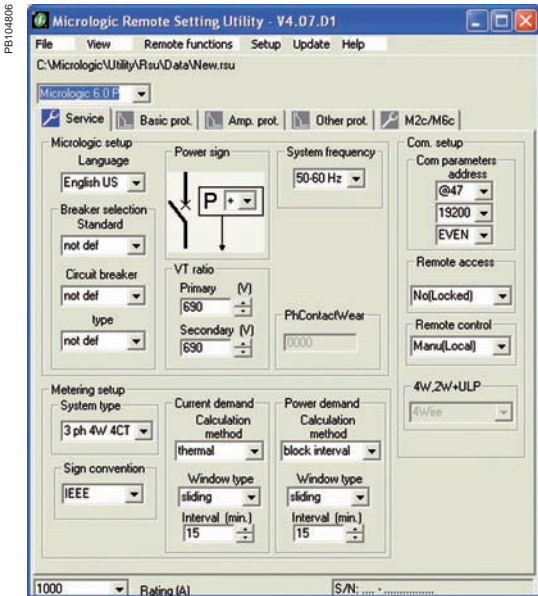 PB104806
Micrologic Remote Setting Utility - V4.07.D1
File View Remote functions Setup Update Help
C:\Micrologic\Utility\Rsu\Data\New.rsu
Micrologic 6.0 P
Service Basic prot. Amp. prot. Other prot. M2c/M6c
Micrologic setup
Language
English US
Breaker selection
Standard
not def
Circuit breaker
not def
type
not def
Power sign
P +
VT ratio
Primary (V)
690
Secondary (V)
690
System frequency
50-60 Hz
PhContactWear
0000
Com. setup
Com parameters
address
@47
19200
EVEN
Remote access
No(Locked)
Remote control
Manu(Local)
4W,2W+ULP
4Wire
Metering setup
System type
3 ph 4W 4CT
Sign convention
IEEE
Current demand
Calculation
method
thermal
Window type
sliding
Interval (min.)
15
Power demand
Calculation
method
block interval
Window type
sliding
Interval (min.)
15
1000 Rating (A) S/N: .... - ...............